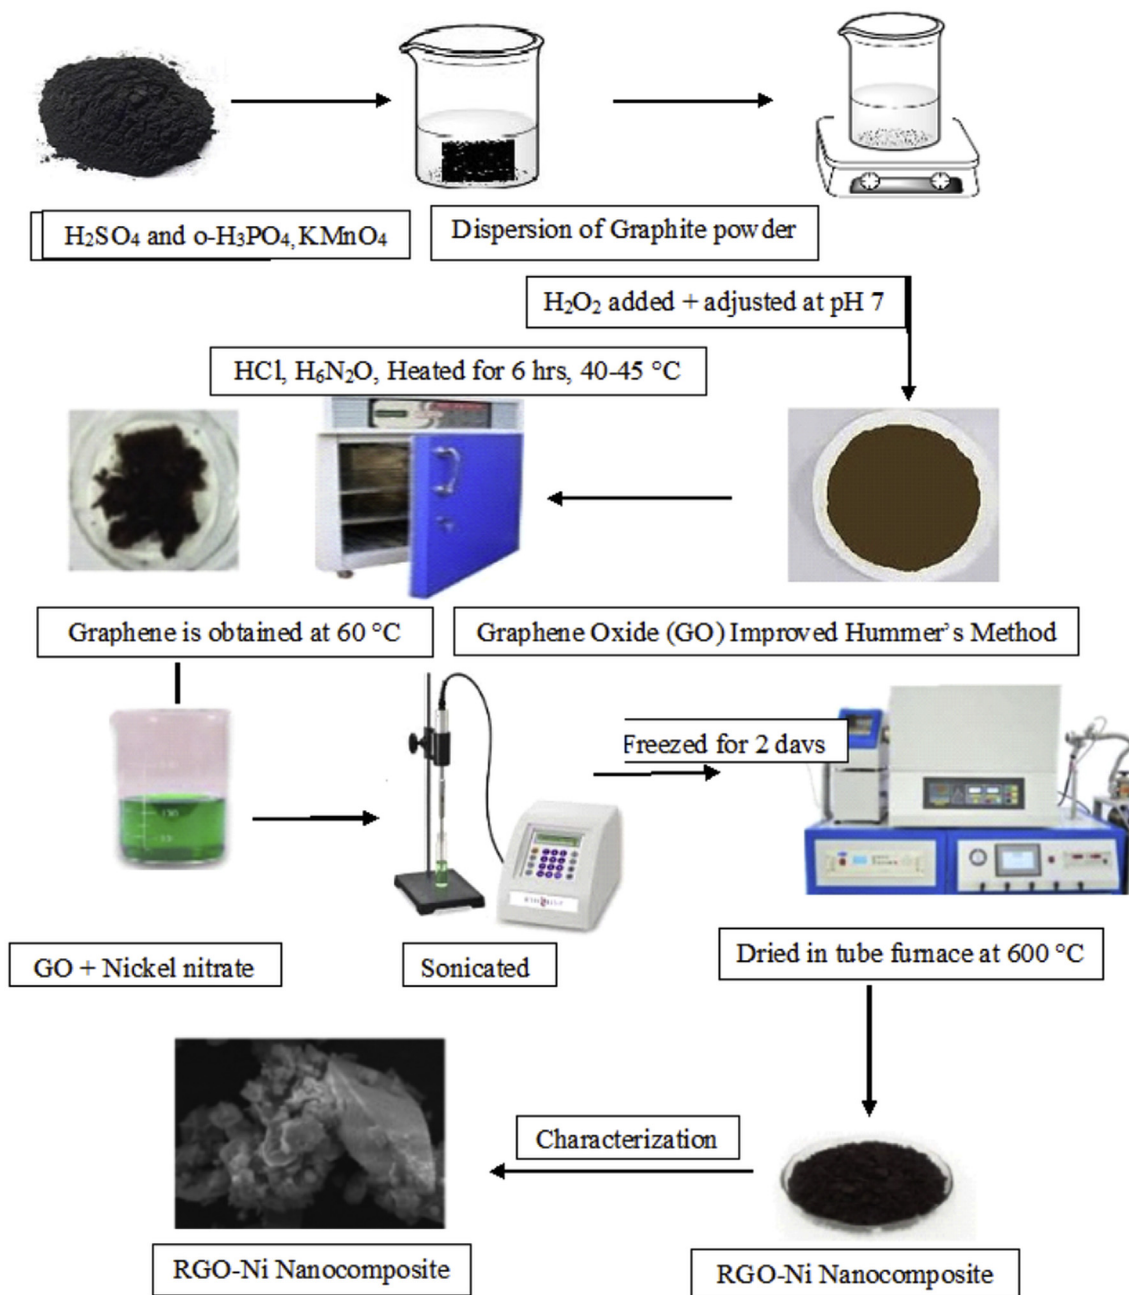 H₂SO₄ and o-H₃PO₄, KMnO₄
Dispersion of Graphite powder
H₂O₂ added + adjusted at pH 7
HCl, H₆N₂O, Heated for 6 hrs, 40-45 °C
Graphene is obtained at 60 °C
Graphene Oxide (GO) Improved Hummer's Method
Freezed for 2 days
GO + Nickel nitrate
Sonicated
Dried in tube furnace at 600 °C
Characterization
RGO-Ni Nanocomposite
RGO-Ni Nanocomposite